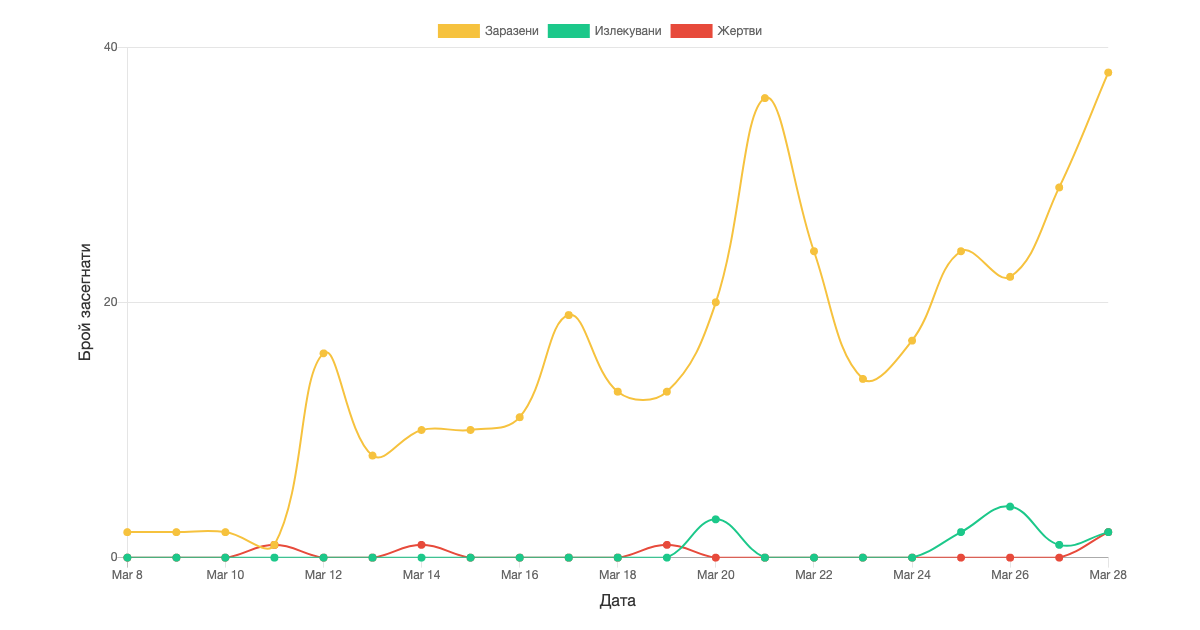 Заразени Излекувани Жертви
40
20
0
Брой засегнати
Mar 8 Mar 10 Mar 12 Mar 14 Mar 16 Mar 18 Mar 20 Mar 22 Mar 24 Mar 26 Mar 28
Дата